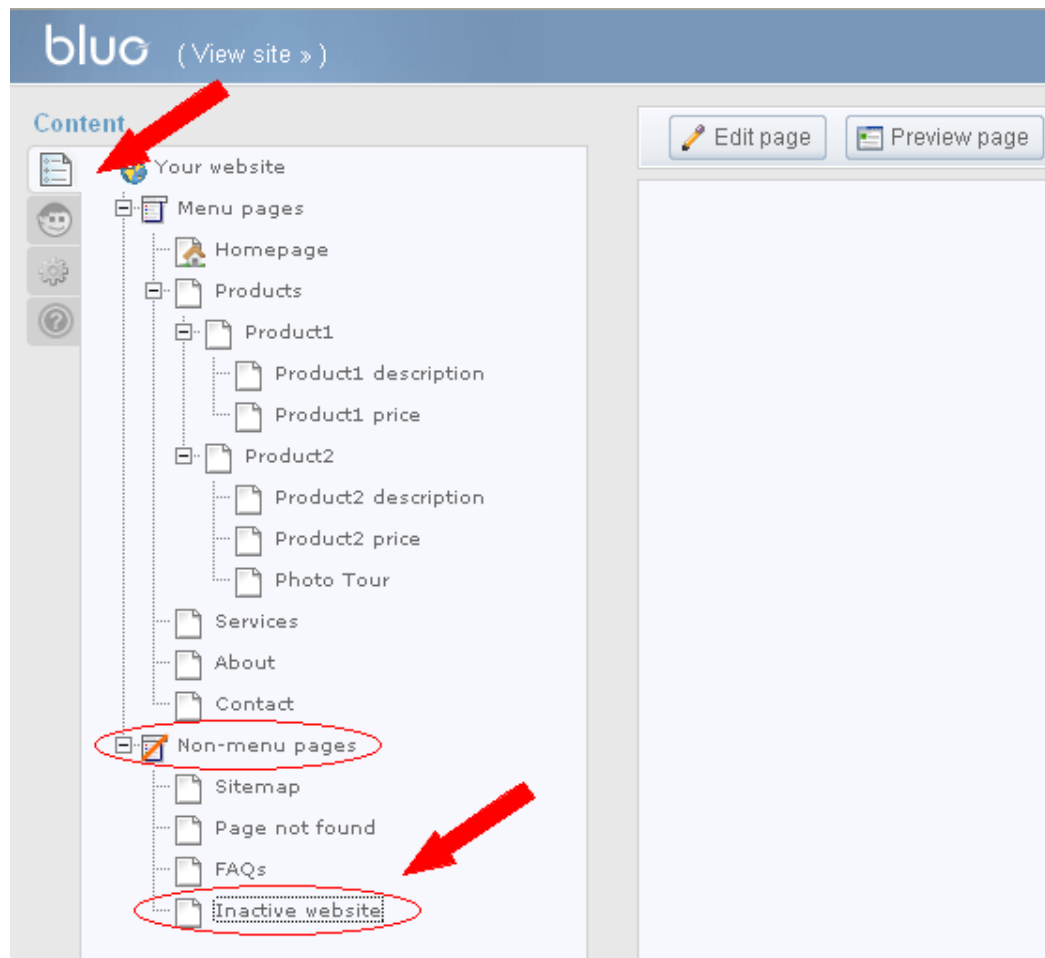 bluo ( View site » )
Content
Edit page Preview page
Your website
Menu pages
Homepage
Products
Product1
Product1 description
Product1 price
Product2
Product2 description
Product2 price
Photo Tour
Services
About
Contact
Non-menu pages
Sitemap
Page not found
FAQs
Inactive website